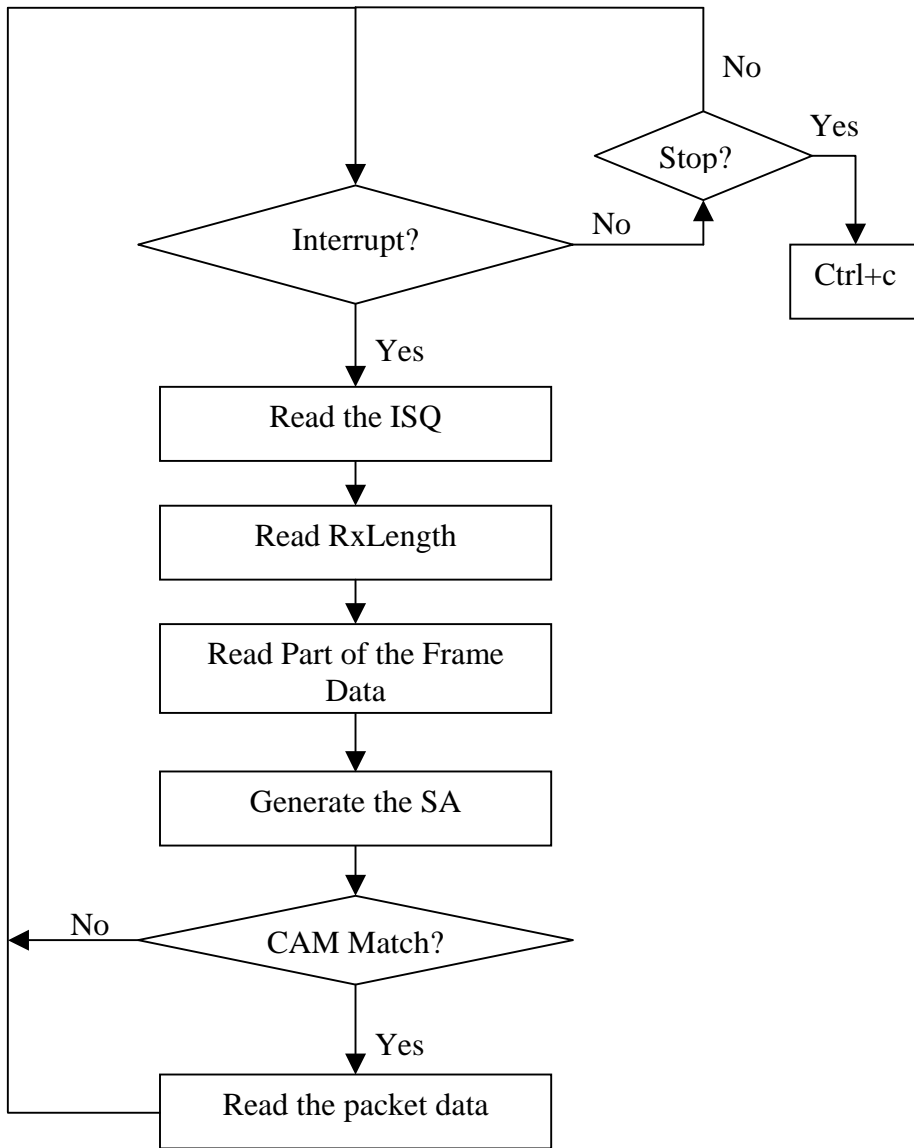 No
Yes
Stop?
Interrupt?
No
Ctrl+c
Yes
Read the ISQ
Read RxLength
Read Part of the Frame
Data
Generate the SA
No
CAM Match?
Yes
Read the packet data